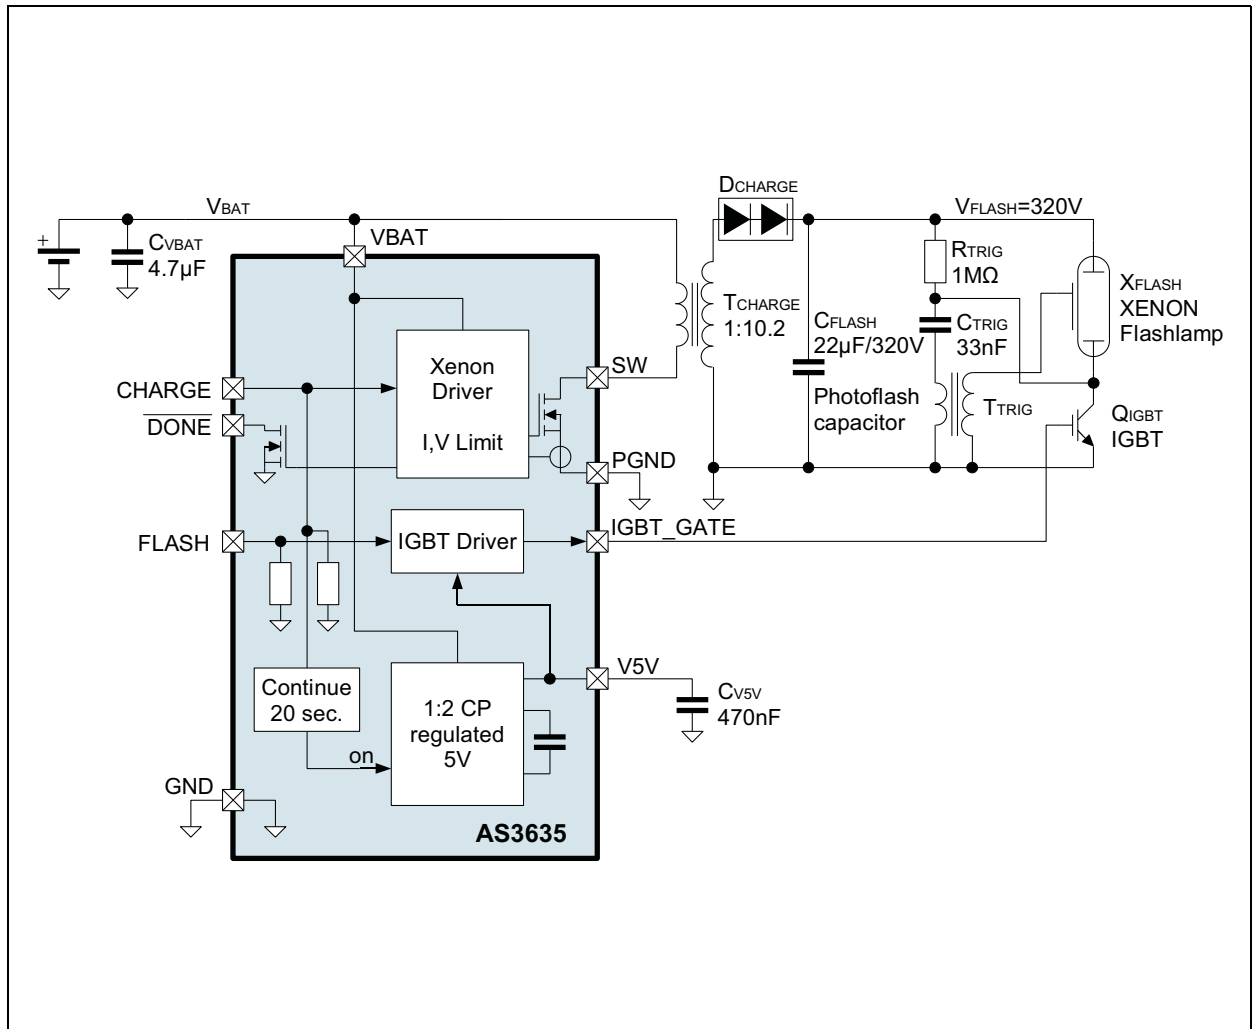 DCHARGE
VBAT
VFLASH=320V
+
CVBAT
4.7µF
VBAT
RTRIG
1MΩ
XFLASH
XENON
Flashlamp
TCHARGE
1:10.2
CFLASH
22µF/320V
Photoflash
capacitor
CTRIG
33nF
TTRIG
QIGBT
IGBT
SW
CHARGE
DONE
Xenon
Driver
I,V Limit
PGND
IGBT_GATE
FLASH
IGBT Driver
V5V
CV5V
470nF
Continue
20 sec.
1:2 CP
regulated
5V
on
GND
AS3635